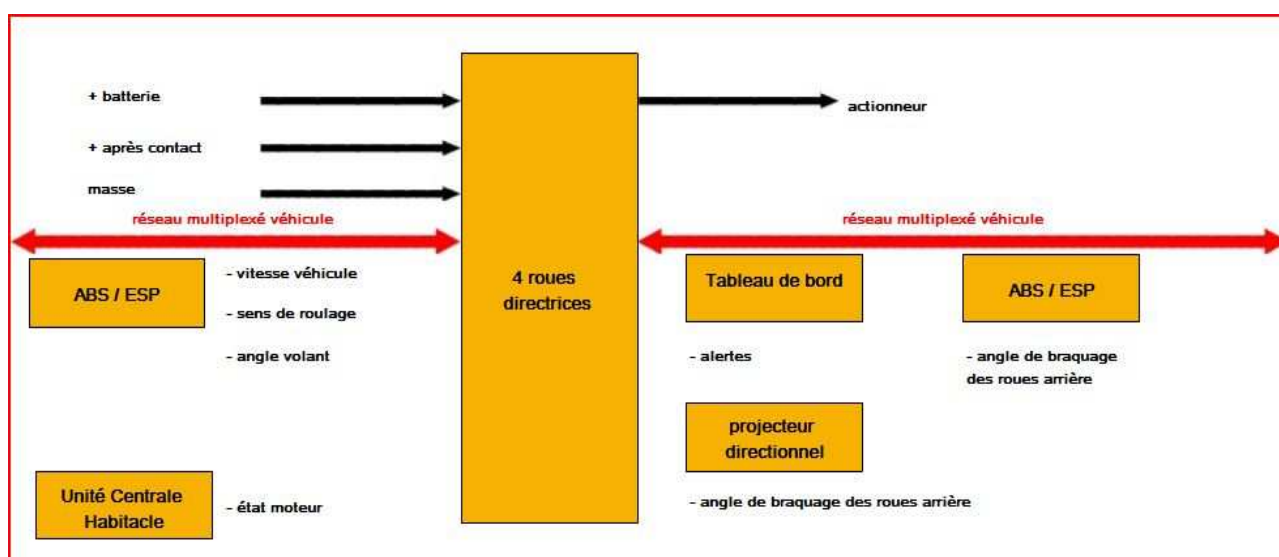 + batterie
+ après contact
masse
réseau multiplexé véhicule
ABS / ESP
- vitesse véhicule
- sens de roulage
- angle volant
Unité Centrale
Habitacle
- état moteur
4 roues
directrices
actionneur
réseau multiplexé véhicule
Tableau de bord
- alertes
ABS / ESP
- angle de braquage
des roues arrière
projecteur
directionnel
- angle de braquage des roues arrière